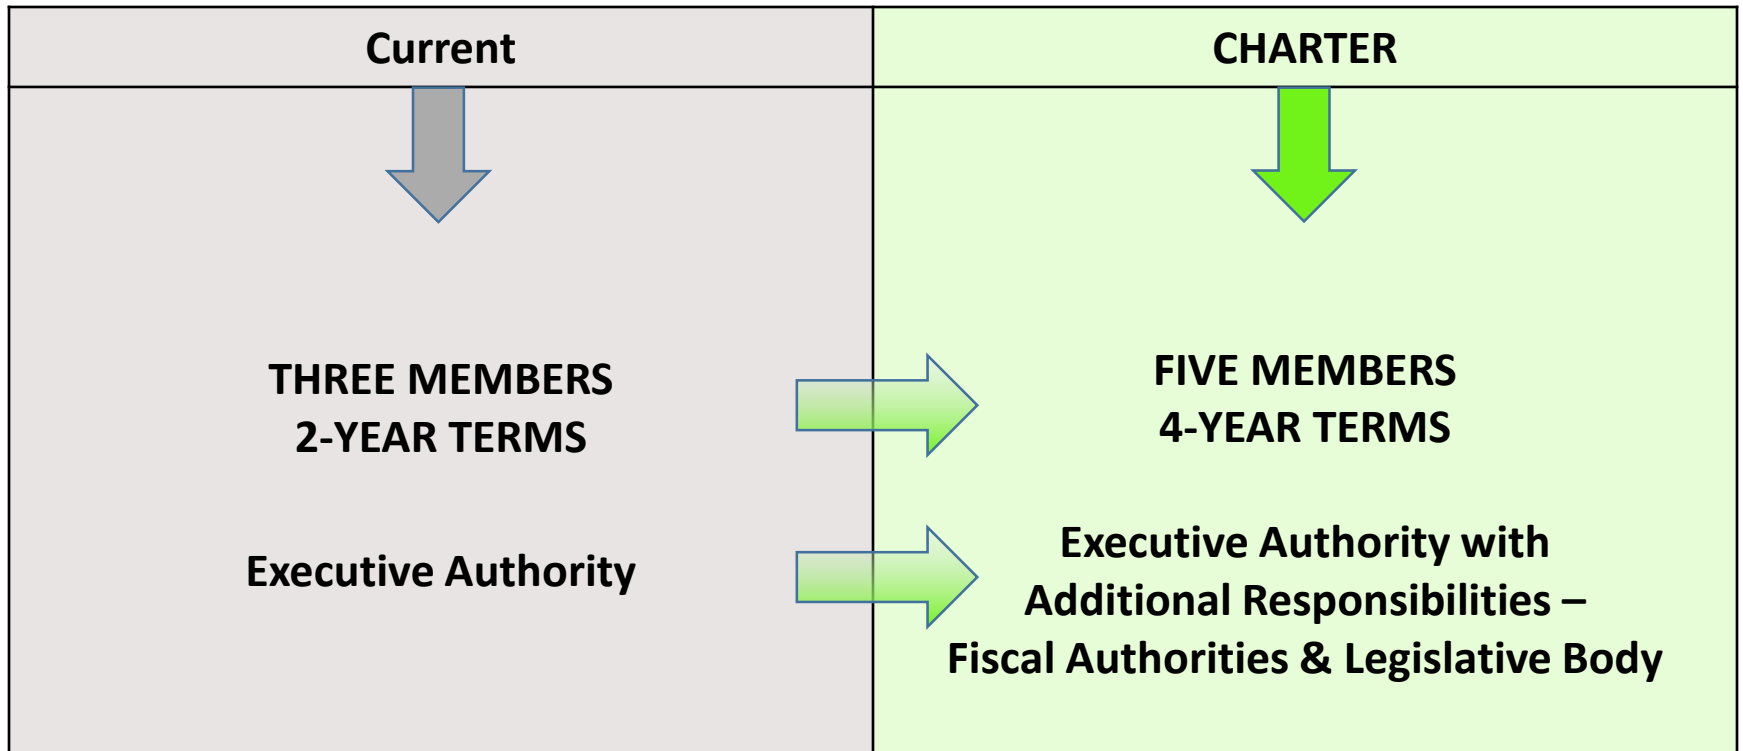 Current
CHARTER
THREE MEMBERS
2-YEAR TERMS
FIVE MEMBERS
4-YEAR TERMS
Executive Authority
Executive Authority with
Additional Responsibilities –
Fiscal Authorities & Legislative Body